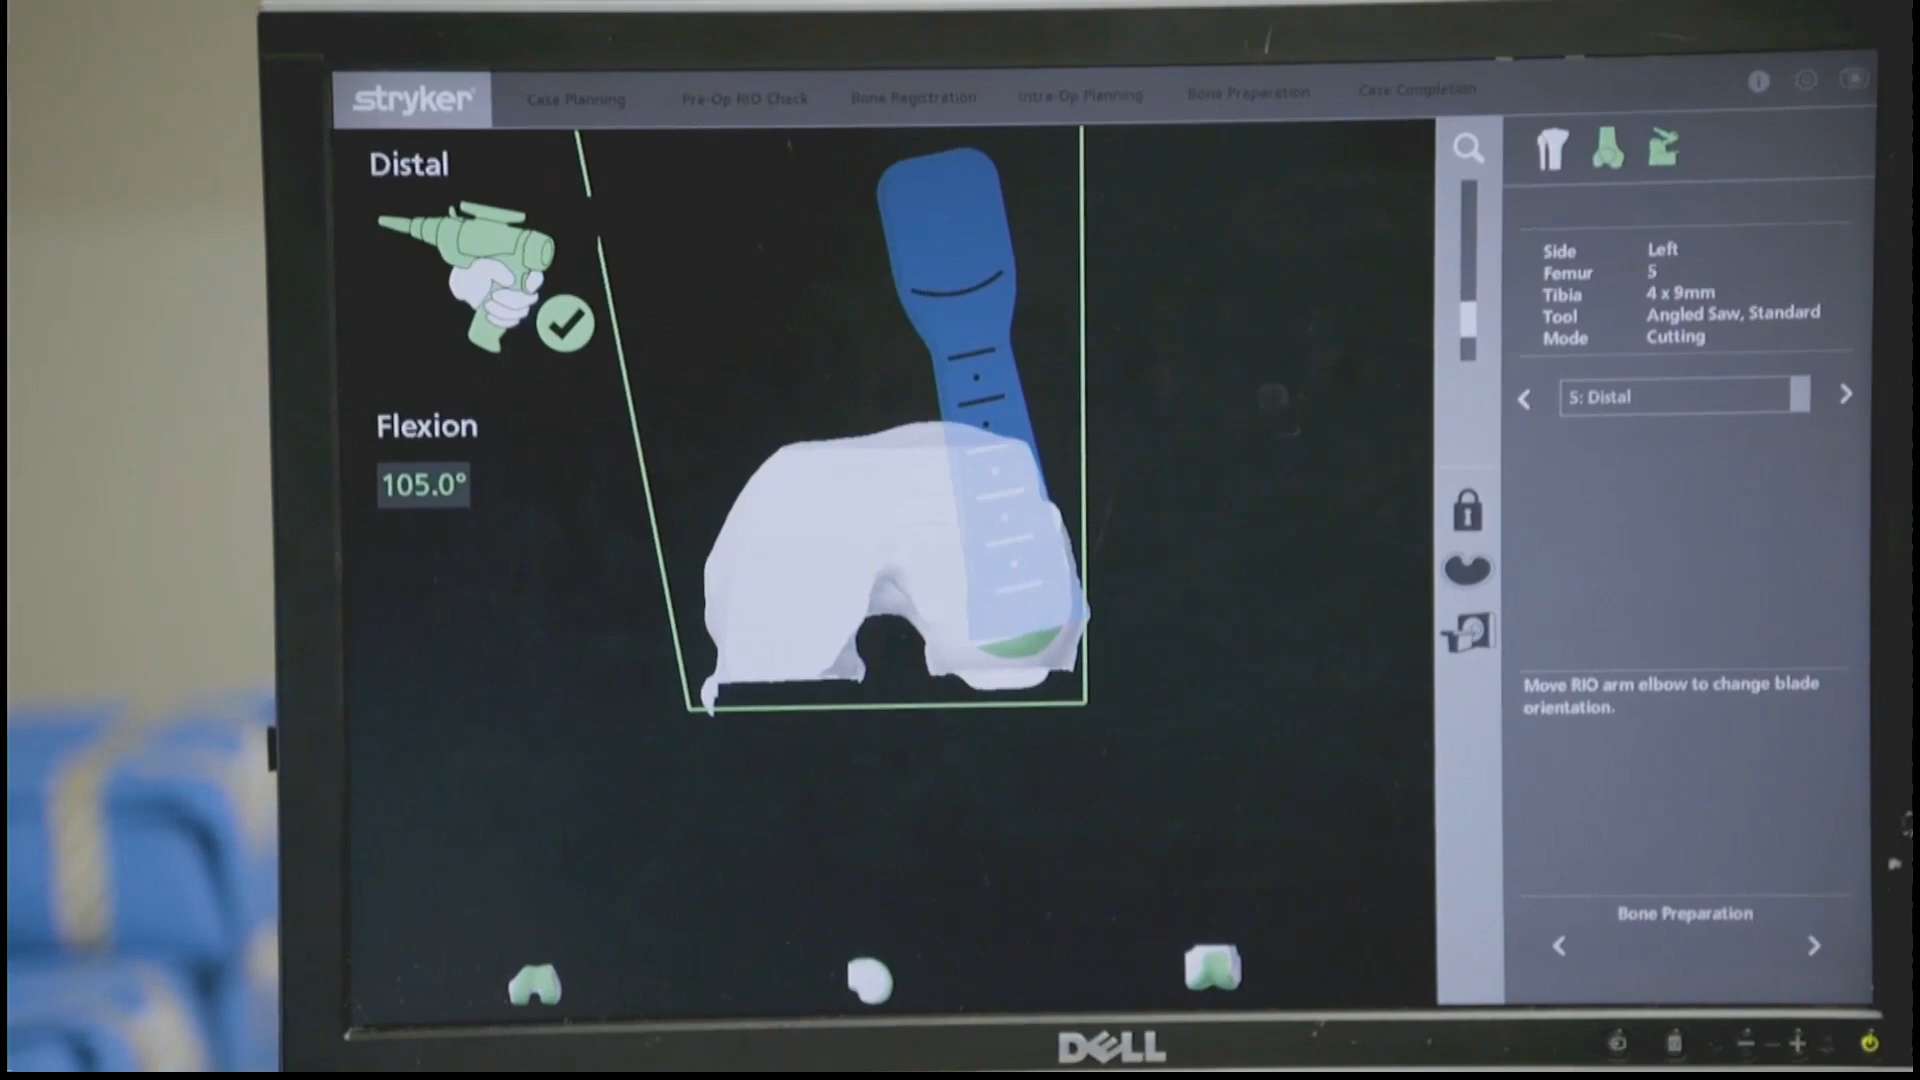 stryker
Case Planning
Pre-Op RIO Check
Bone Registration
Intra-Op Planning
Bone Preparation
Case Completion
Distal
Flexion
105.0°
Side Left
Femur 5
Tibia 4 x 9mm
Tool Angled Saw, Standard
Mode Cutting
5: Distal
Move RIO arm elbow to change blade
orientation.
Bone Preparation
DELL